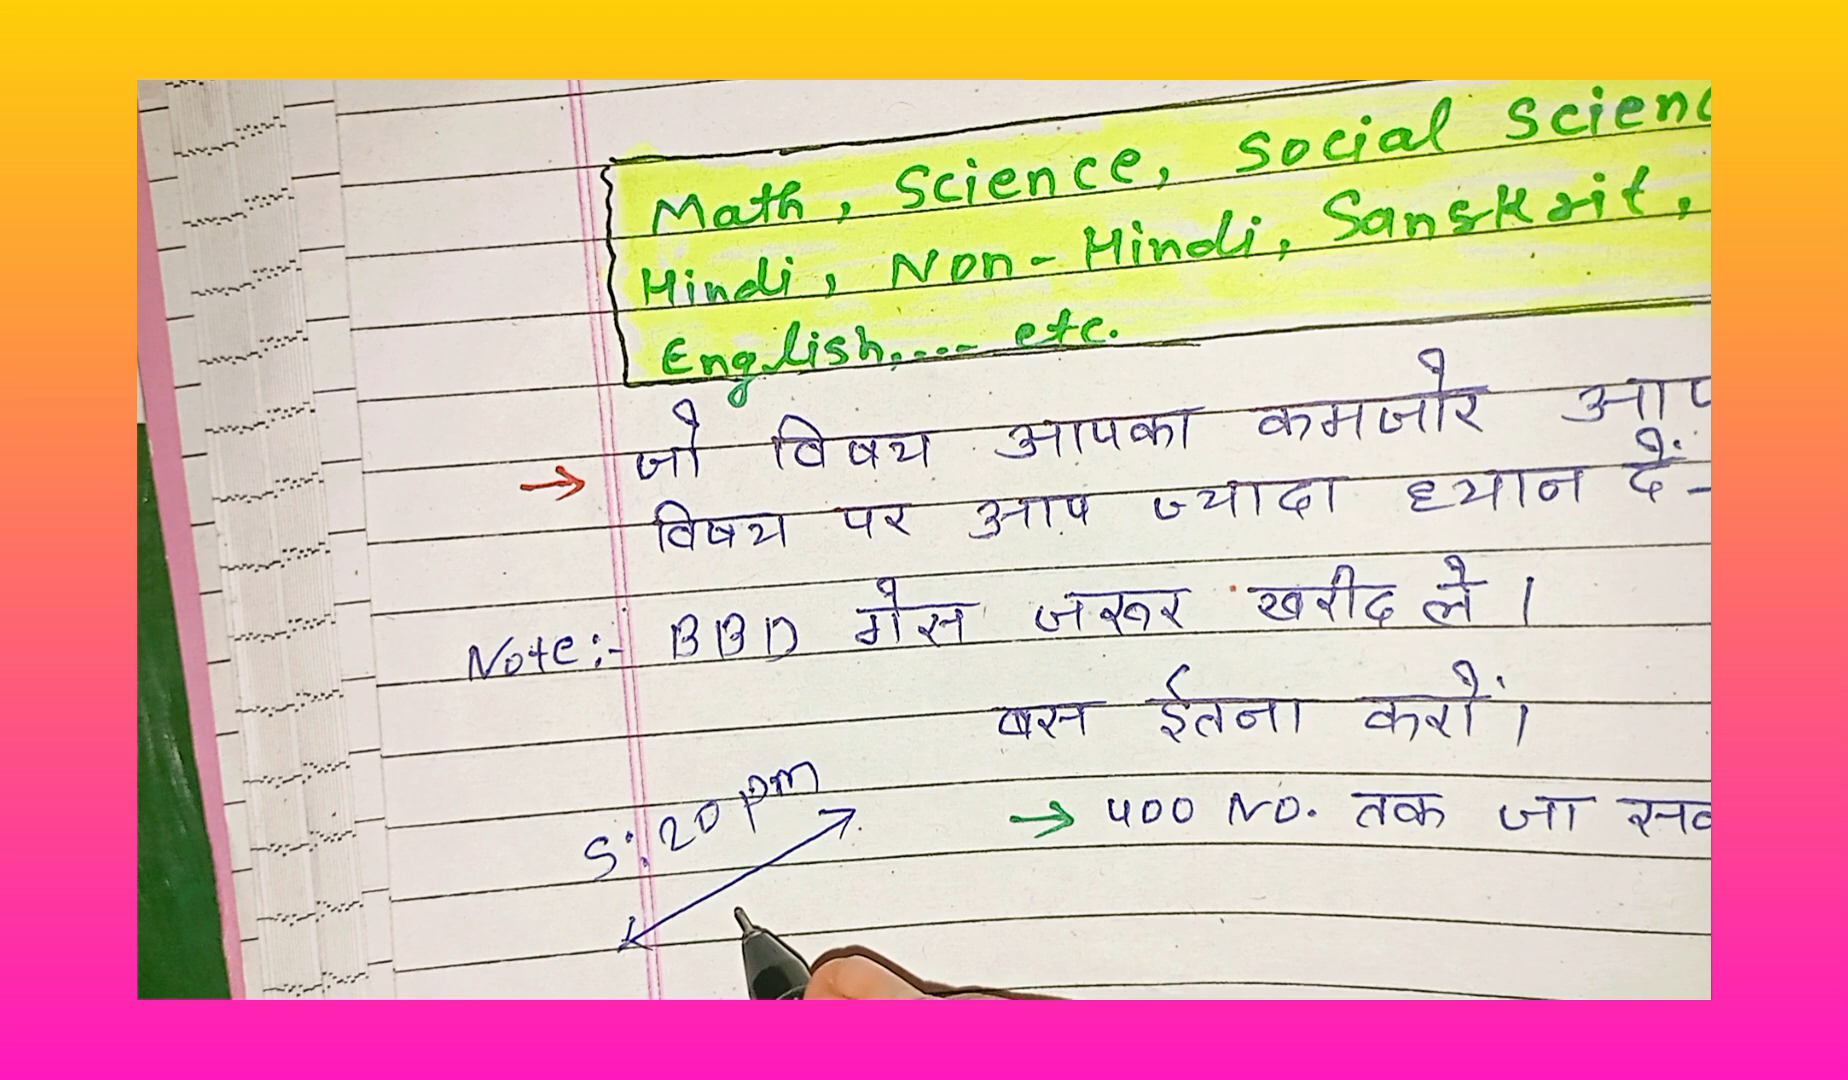 Math, Science, Social Scienc
Hindi, Non-Hindi, Sanskrit,
English,.... etc.
→ जो विषय आपका कमजोर आप
विषय पर आप ज्यादा ध्यान दें-
Note:- BBD गेस जरूर खरीद ले।
बस ईतना करों।
5:20 pm
→ 400 No. तक जा सक